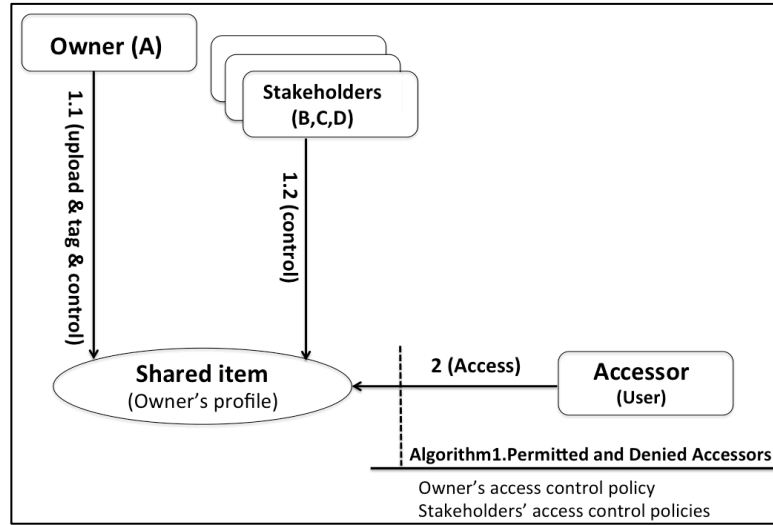 Owner (A)
Stakeholders
(B,C,D)
1.1 (upload & tag & control)
1.2 (control)
Shared item
(Owner's profile)
2 (Access)
Accessor
(User)
Algorithm1.Permitted and Denied Accessors
Owner's access control policy
Stakeholders' access control policies